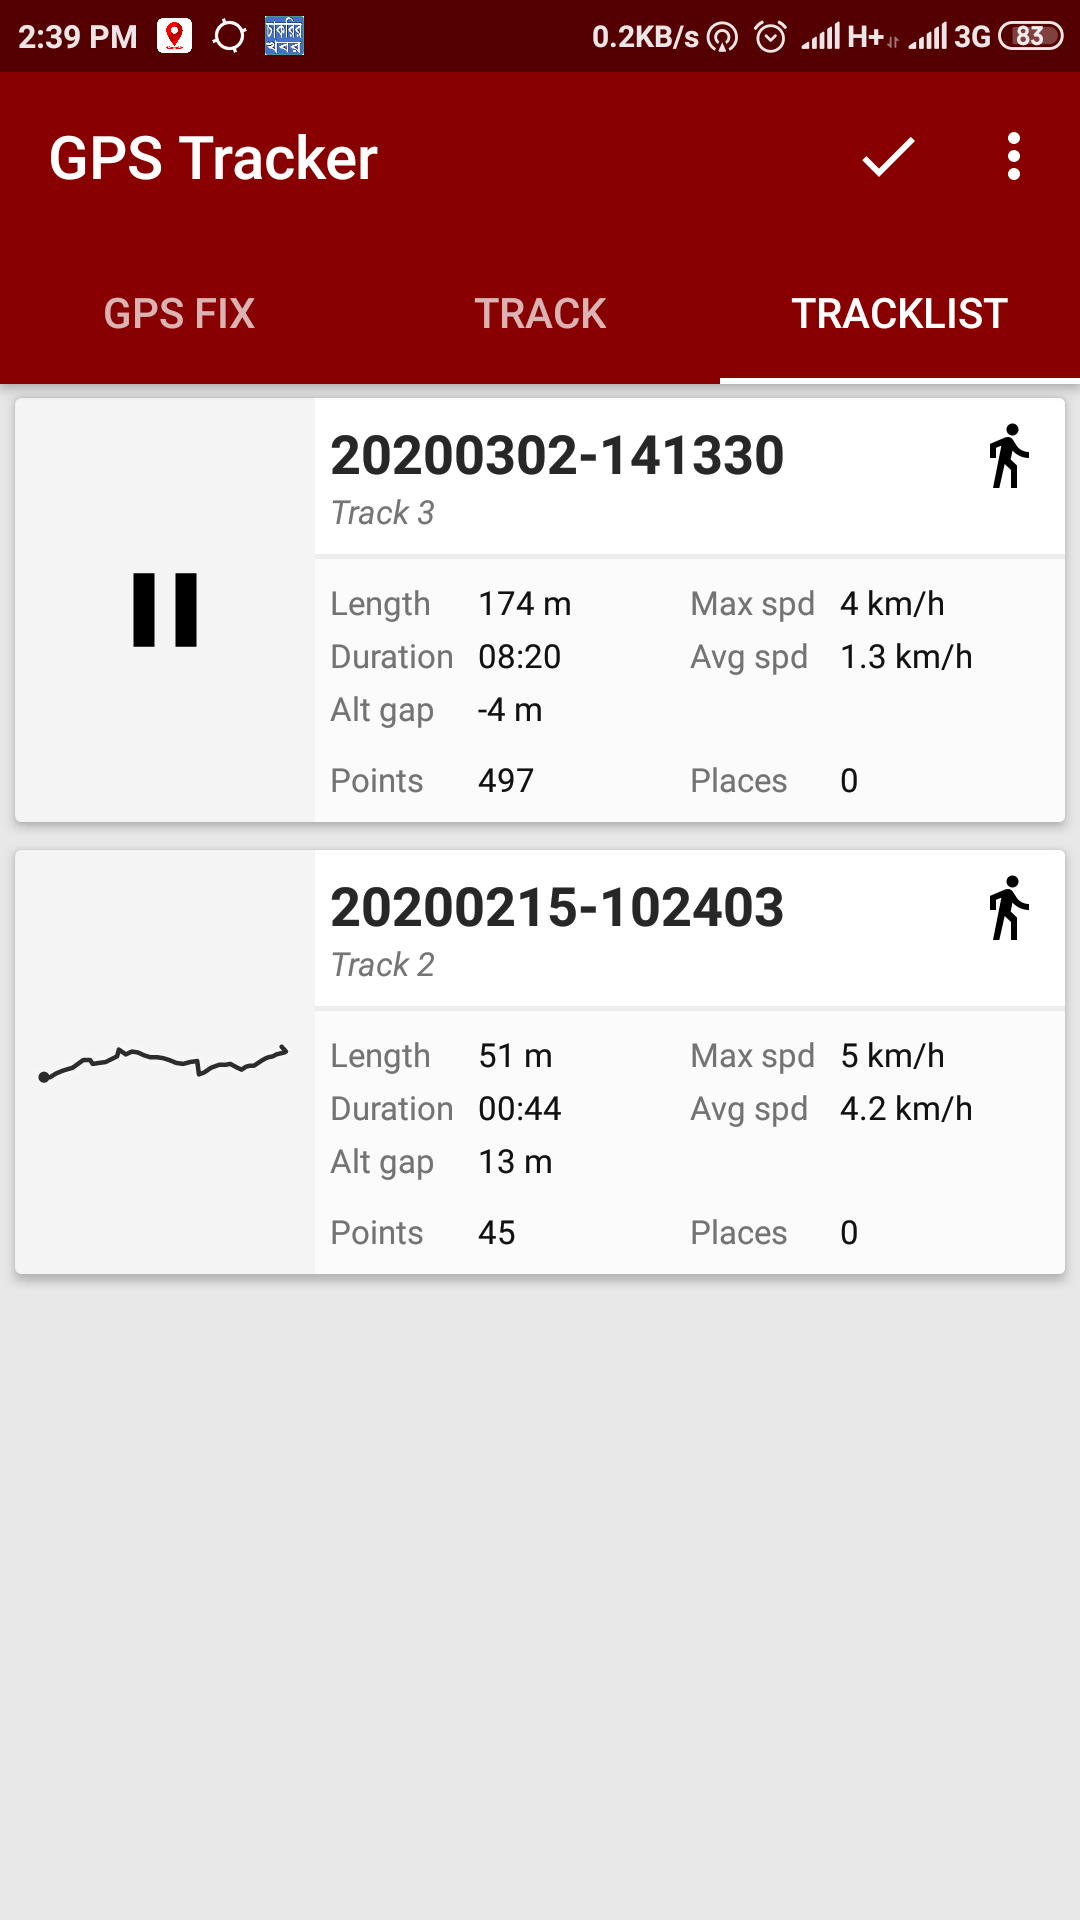 2:39 PM চাকরির খবর 0.2KB/s H+ 3G 83
GPS Tracker
GPS FIX TRACK TRACKLIST
20200302-141330
Track 3
Length 174 m Max spd 4 km/h
Duration 08:20 Avg spd 1.3 km/h
Alt gap -4 m
Points 497 Places 0
20200215-102403
Track 2
Length 51 m Max spd 5 km/h
Duration 00:44 Avg spd 4.2 km/h
Alt gap 13 m
Points 45 Places 0